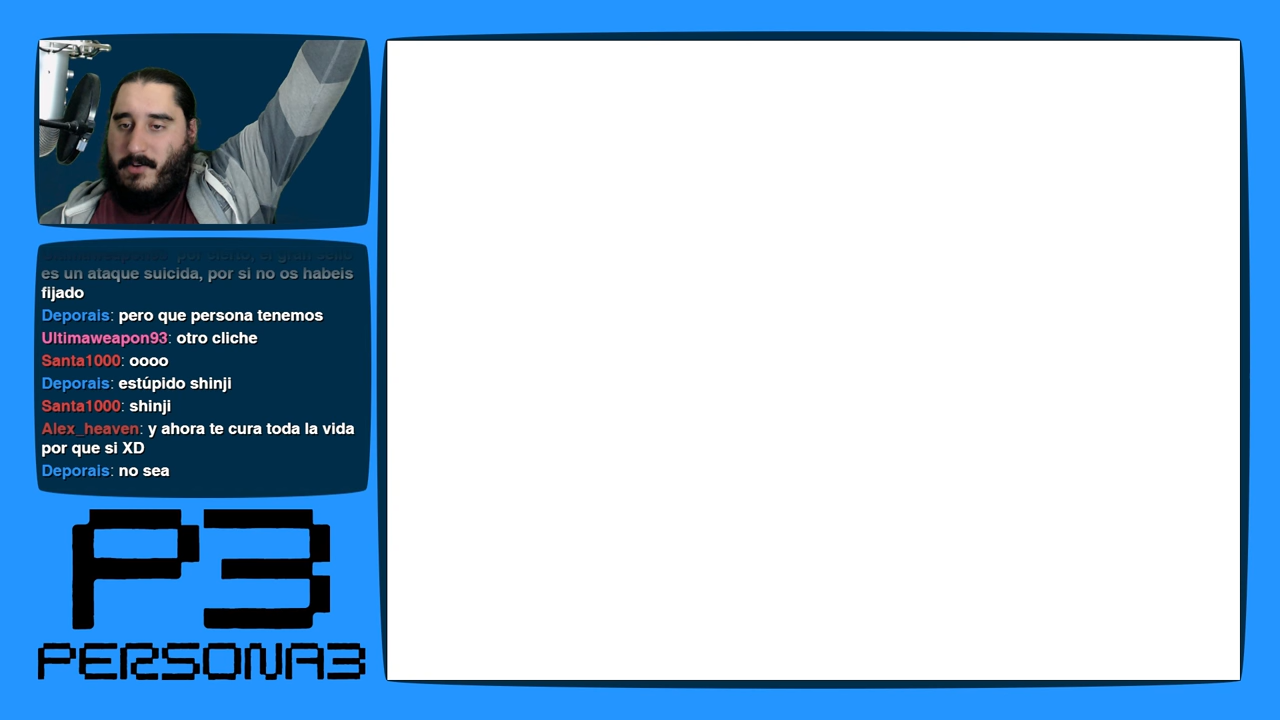 es un ataque suicida, por si no os habeis
fijado
Deporais: pero que persona tenemos
Ultimaweapon93: otro cliche
Santa1000: oooo
Deporais: estúpido shinji
Santa1000: shinji
Alex_heaven: y ahora te cura toda la vida
por que si XD
Deporais: no sea
P3
PERSONA3